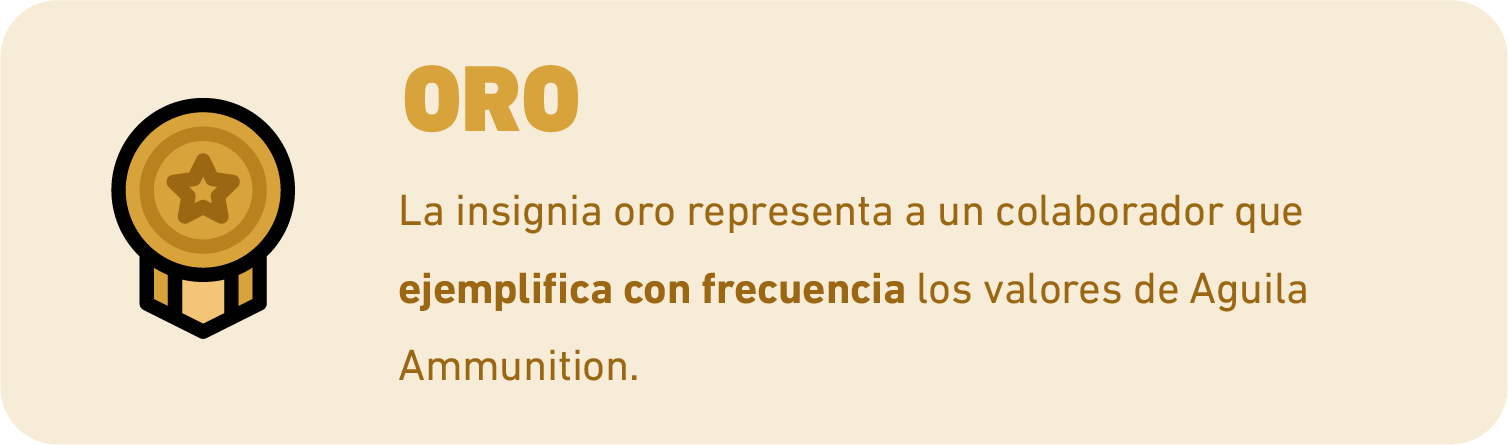 ORO
La insignia oro representa a un colaborador que
ejemplifica con frecuencia los valores de Aguila
Ammunition.